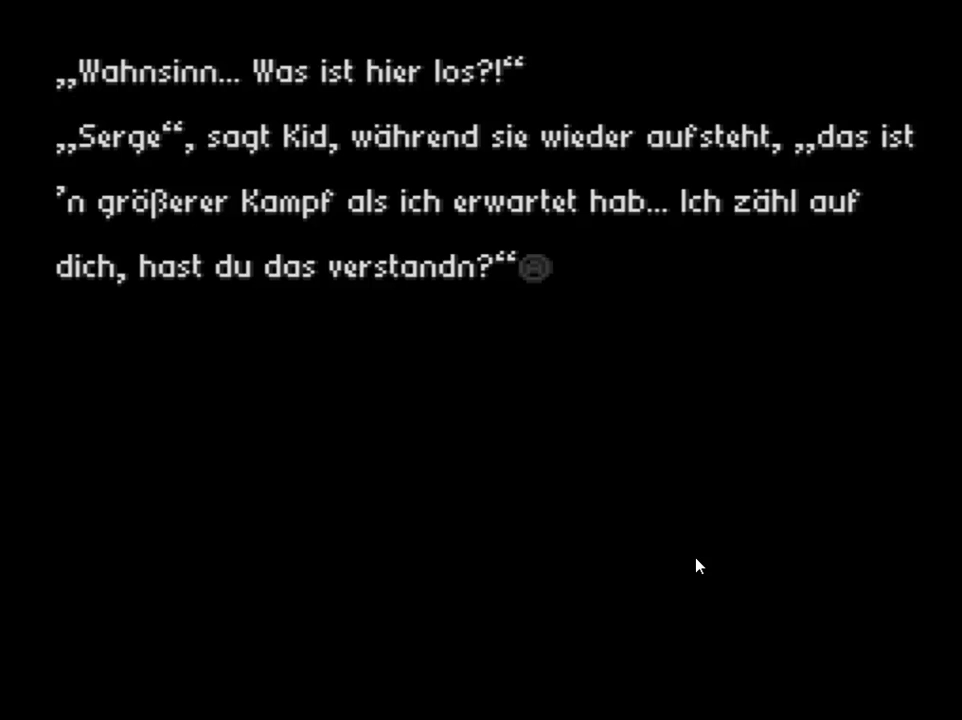 „Wahnsinn... Was ist hier los?!“
„Serge“, sagt Kid, während sie wieder aufsteht, „das ist
’n größerer Kampf als ich erwartet hab... Ich zähl auf
dich, hast du das verstandn?“